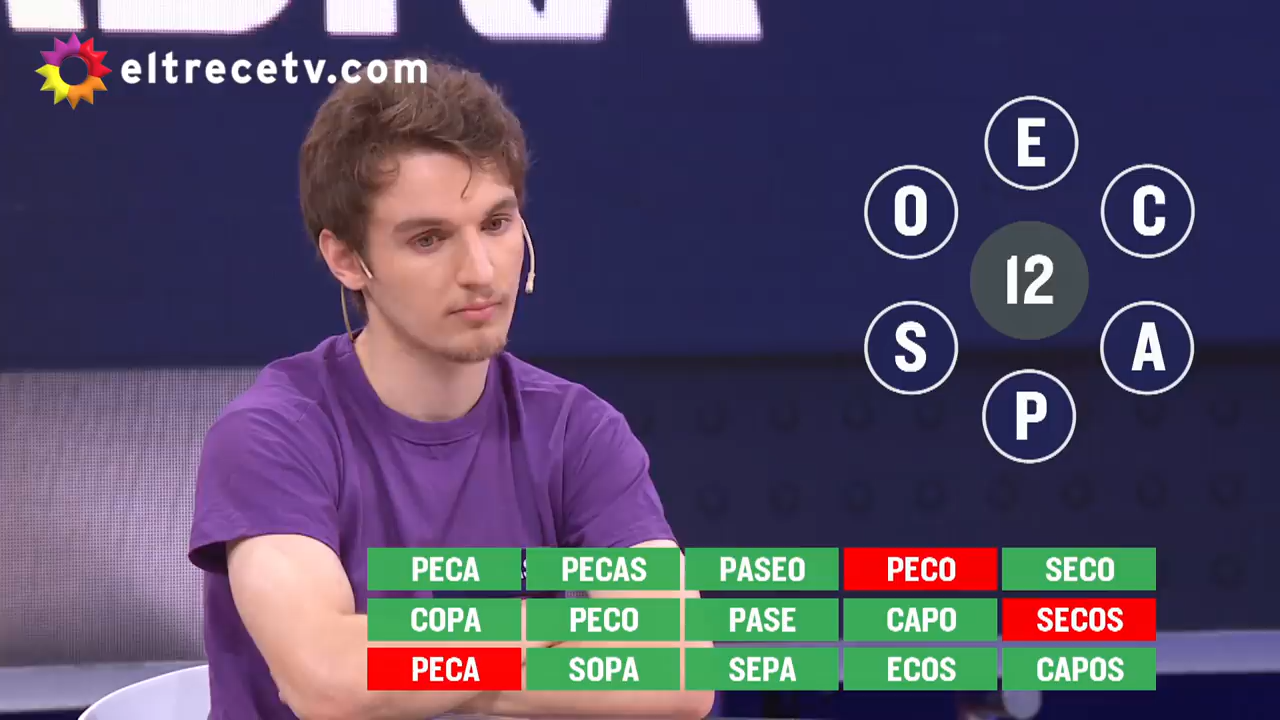 eltrecetv.com
E
O C
12
S A
P
PECA PECAS PASEO PECO SECO
COPA PECO PASE CAPO SECOS
PECA SOPA SEPA ECOS CAPOS